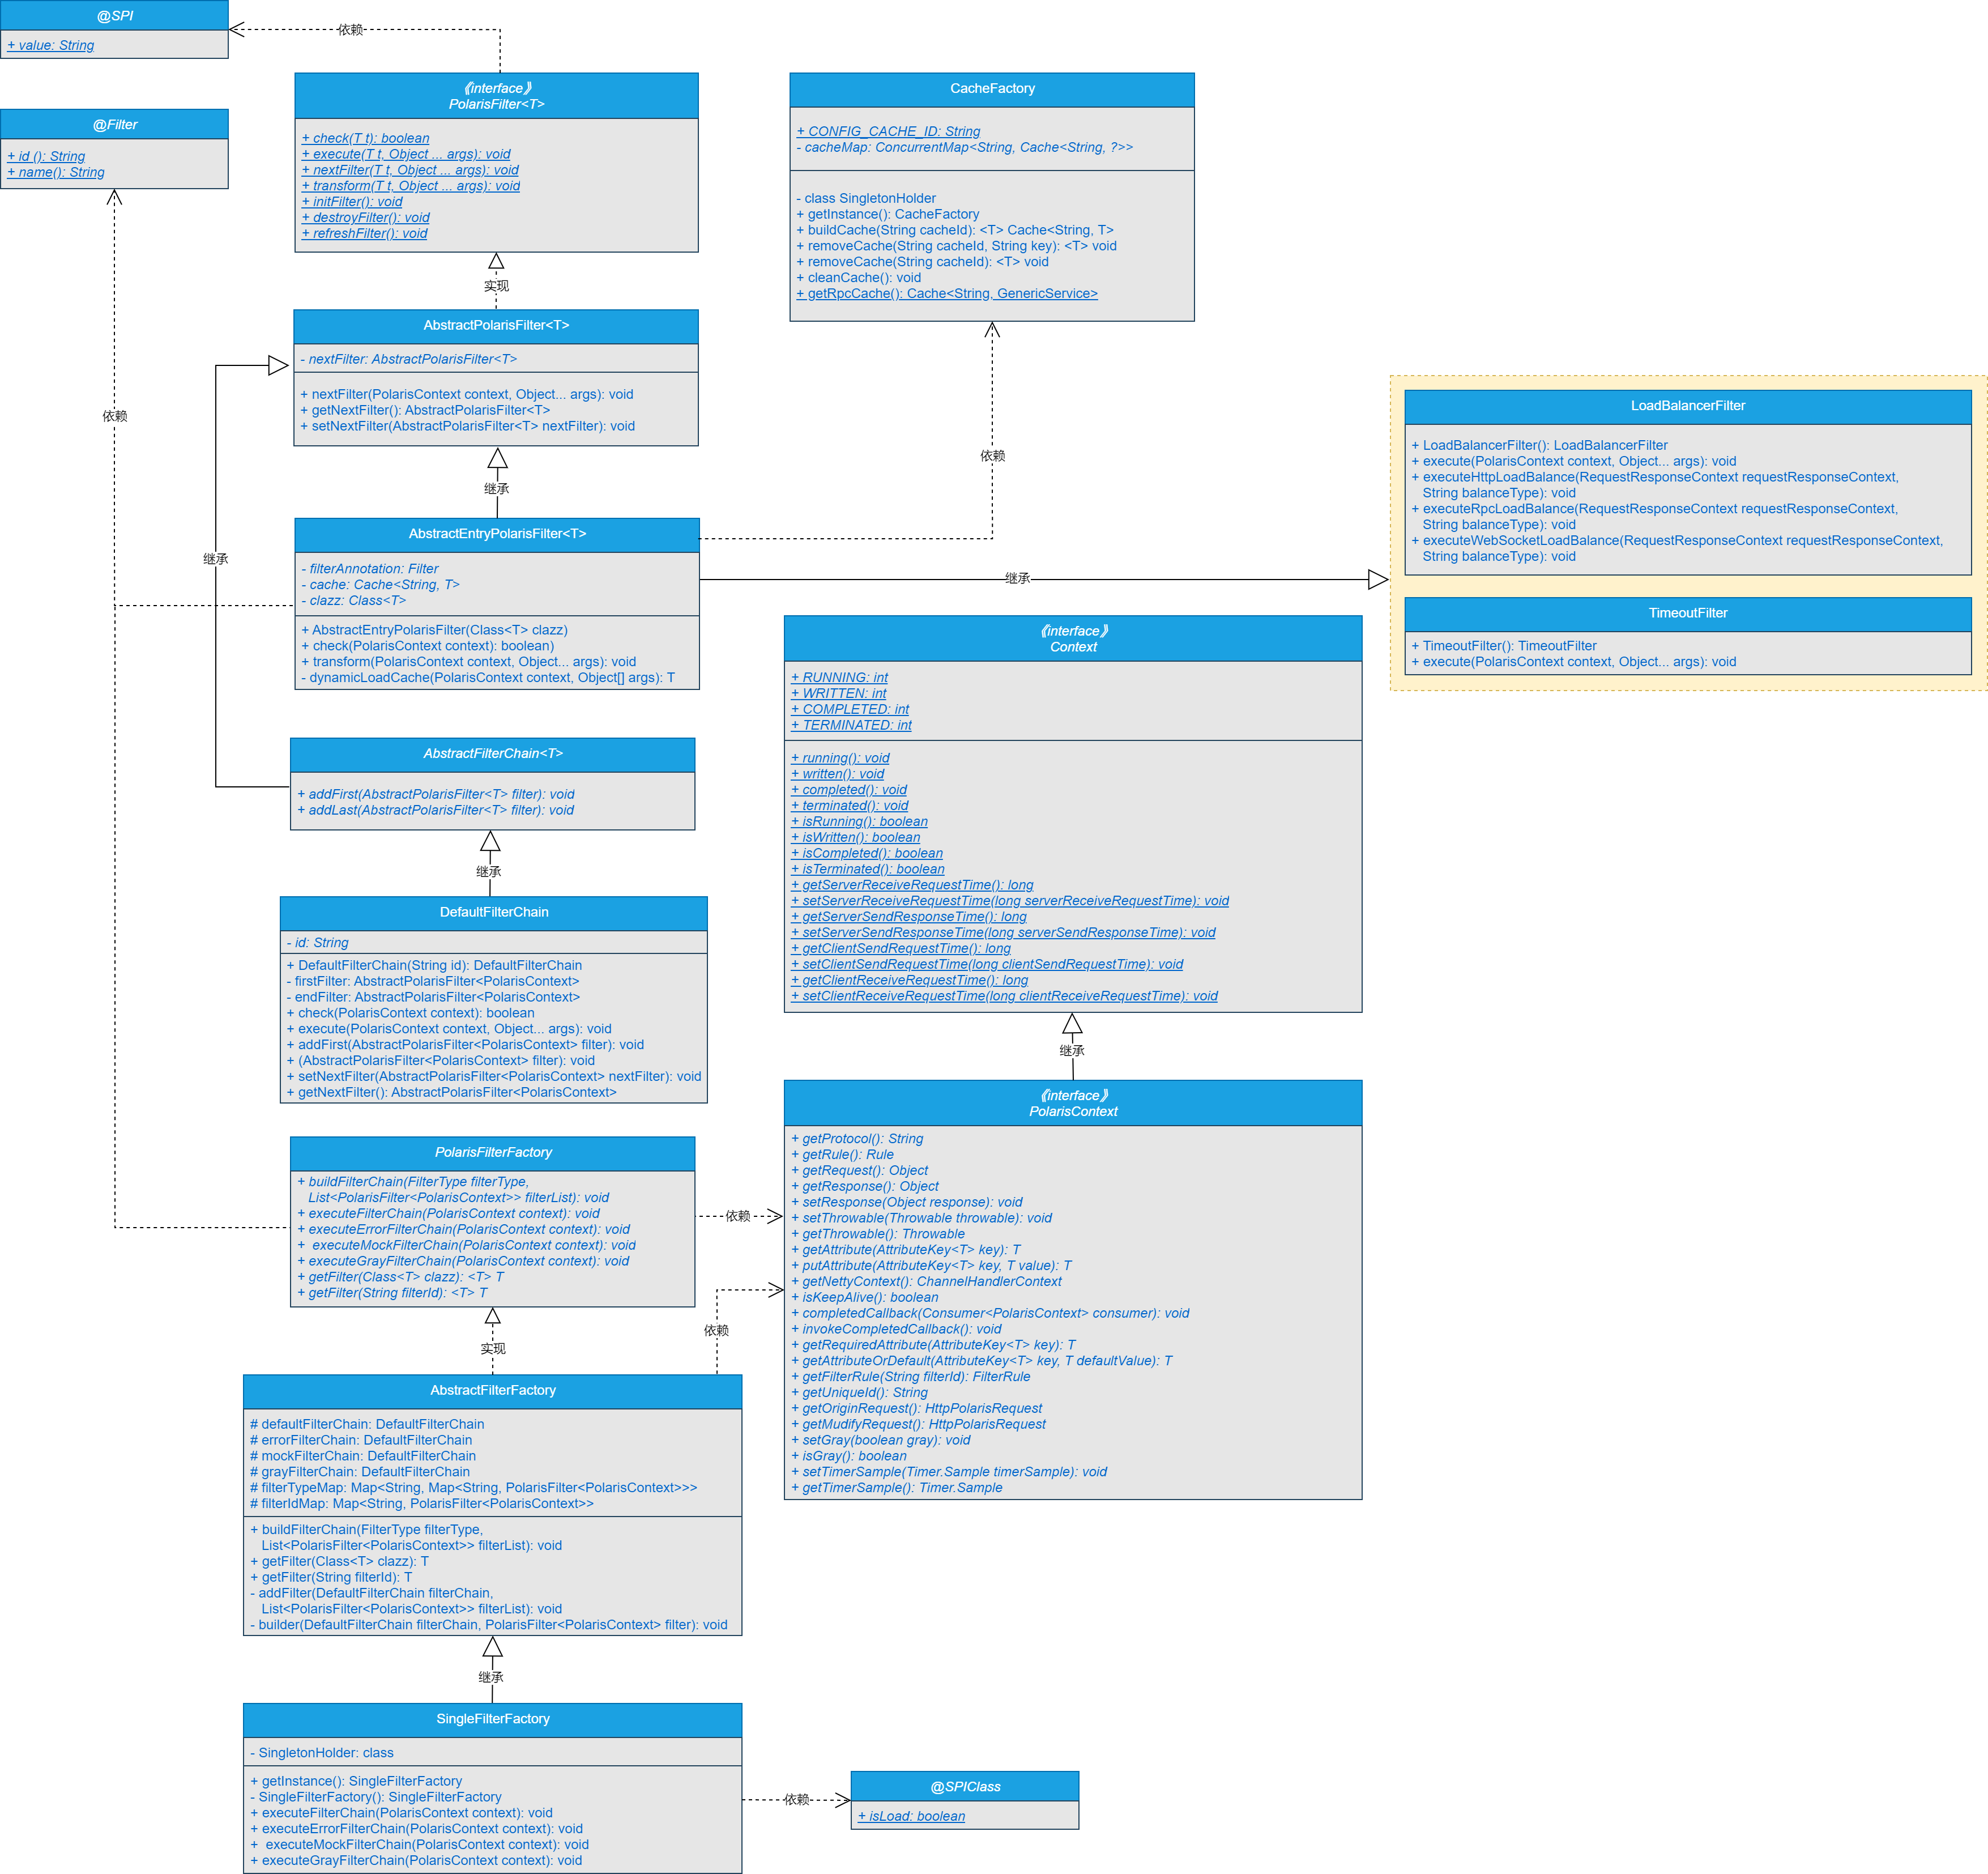 @SPI
+ value: String
依赖
@Filter
+ id (): String
+ name(): String
依赖
《interface》
PolarisFilter<T>
+ check(T t): boolean
+ execute(T t, Object ... args): void
+ nextFilter(T t, Object ... args): void
+ transform(T t, Object ... args): void
+ initFilter(): void
+ destroyFilter(): void
+ refreshFilter(): void
实现
AbstractPolarisFilter<T>
- nextFilter: AbstractPolarisFilter<T>
+ nextFilter(PolarisContext context, Object... args): void
+ getNextFilter(): AbstractPolarisFilter<T>
+ setNextFilter(AbstractPolarisFilter<T> nextFilter): void
继承
继承
AbstractEntryPolarisFilter<T>
- filterAnnotation: Filter
- cache: Cache<String, T>
- clazz: Class<T>
+ AbstractEntryPolarisFilter(Class<T> clazz)
+ check(PolarisContext context): boolean)
+ transform(PolarisContext context, Object... args): void
- dynamicLoadCache(PolarisContext context, Object[] args): T
AbstractFilterChain<T>
+ addFirst(AbstractPolarisFilter<T> filter): void
+ addLast(AbstractPolarisFilter<T> filter): void
继承
DefaultFilterChain
- id: String
+ DefaultFilterChain(String id): DefaultFilterChain
- firstFilter: AbstractPolarisFilter<PolarisContext>
- endFilter: AbstractPolarisFilter<PolarisContext>
+ check(PolarisContext context): boolean
+ execute(PolarisContext context, Object... args): void
+ addFirst(AbstractPolarisFilter<PolarisContext> filter): void
+ (AbstractPolarisFilter<PolarisContext> filter): void
+ setNextFilter(AbstractPolarisFilter<PolarisContext> nextFilter): void
+ getNextFilter(): AbstractPolarisFilter<PolarisContext>
PolarisFilterFactory
+ buildFilterChain(FilterType filterType,
List<PolarisFilter<PolarisContext>> filterList): void
+ executeFilterChain(PolarisContext context): void
+ executeErrorFilterChain(PolarisContext context): void
+  executeMockFilterChain(PolarisContext context): void
+ executeGrayFilterChain(PolarisContext context): void
+ getFilter(Class<T> clazz): <T> T
+ getFilter(String filterId): <T> T
依赖
实现
依赖
AbstractFilterFactory
# defaultFilterChain: DefaultFilterChain
# errorFilterChain: DefaultFilterChain
# mockFilterChain: DefaultFilterChain
# grayFilterChain: DefaultFilterChain
# filterTypeMap: Map<String, Map<String, PolarisFilter<PolarisContext>>>
# filterIdMap: Map<String, PolarisFilter<PolarisContext>>
+ buildFilterChain(FilterType filterType,
List<PolarisFilter<PolarisContext>> filterList): void
+ getFilter(Class<T> clazz): T
+ getFilter(String filterId): T
- addFilter(DefaultFilterChain filterChain,
List<PolarisFilter<PolarisContext>> filterList): void
- builder(DefaultFilterChain filterChain, PolarisFilter<PolarisContext> filter): void
继承
SingleFilterFactory
- SingletonHolder: class
+ getInstance(): SingleFilterFactory
- SingleFilterFactory(): SingleFilterFactory
+ executeFilterChain(PolarisContext context): void
+ executeErrorFilterChain(PolarisContext context): void
+  executeMockFilterChain(PolarisContext context): void
+ executeGrayFilterChain(PolarisContext context): void
依赖
@SPIClass
+ isLoad: boolean
CacheFactory
+ CONFIG_CACHE_ID: String
- cacheMap: ConcurrentMap<String, Cache<String, ?>>
- class SingletonHolder
+ getInstance(): CacheFactory
+ buildCache(String cacheId): <T> Cache<String, T>
+ removeCache(String cacheId, String key): <T> void
+ removeCache(String cacheId): <T> void
+ cleanCache(): void
+ getRpcCache(): Cache<String, GenericService>
依赖
继承
《interface》
Context
+ RUNNING: int
+ WRITTEN: int
+ COMPLETED: int
+ TERMINATED: int
+ running(): void
+ written(): void
+ completed(): void
+ terminated(): void
+ isRunning(): boolean
+ isWritten(): boolean
+ isCompleted(): boolean
+ isTerminated(): boolean
+ getServerReceiveRequestTime(): long
+ setServerReceiveRequestTime(long serverReceiveRequestTime): void
+ getServerSendResponseTime(): long
+ setServerSendResponseTime(long serverSendResponseTime): void
+ getClientSendRequestTime(): long
+ setClientSendRequestTime(long clientSendRequestTime): void
+ getClientReceiveRequestTime(): long
+ setClientReceiveRequestTime(long clientReceiveRequestTime): void
继承
《interface》
PolarisContext
+ getProtocol(): String
+ getRule(): Rule
+ getRequest(): Object
+ getResponse(): Object
+ setResponse(Object response): void
+ setThrowable(Throwable throwable): void
+ getThrowable(): Throwable
+ getAttribute(AttributeKey<T> key): T
+ putAttribute(AttributeKey<T> key, T value): T
+ getNettyContext(): ChannelHandlerContext
+ isKeepAlive(): boolean
+ completedCallback(Consumer<PolarisContext> consumer): void
+ invokeCompletedCallback(): void
+ getRequiredAttribute(AttributeKey<T> key): T
+ getAttributeOrDefault(AttributeKey<T> key, T defaultValue): T
+ getFilterRule(String filterId): FilterRule
+ getUniqueId(): String
+ getOriginRequest(): HttpPolarisRequest
+ getMudifyRequest(): HttpPolarisRequest
+ setGray(boolean gray): void
+ isGray(): boolean
+ setTimerSample(Timer.Sample timerSample): void
+ getTimerSample(): Timer.Sample
LoadBalancerFilter
+ LoadBalancerFilter(): LoadBalancerFilter
+ execute(PolarisContext context, Object... args): void
+ executeHttpLoadBalance(RequestResponseContext requestResponseContext,
String balanceType): void
+ executeRpcLoadBalance(RequestResponseContext requestResponseContext,
String balanceType): void
+ executeWebSocketLoadBalance(RequestResponseContext requestResponseContext,
String balanceType): void
TimeoutFilter
+ TimeoutFilter(): TimeoutFilter
+ execute(PolarisContext context, Object... args): void